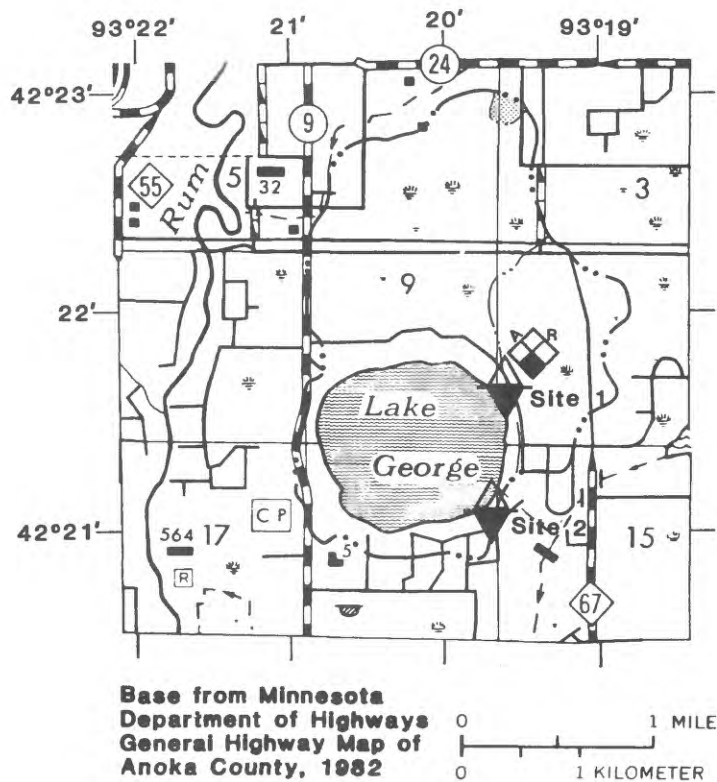 93°22' 21' 20' 93°19'
24
42°23'
9
55
Rum
5
32
3
22'
9
A R
Lake
Site 1
George
42°21'
C P
Site 2
564 17
5
15
R
67
Base from Minnesota
Department of Highways
General Highway Map of
Anoka County, 1982
0 1 MILE
0 1 KILOMETER